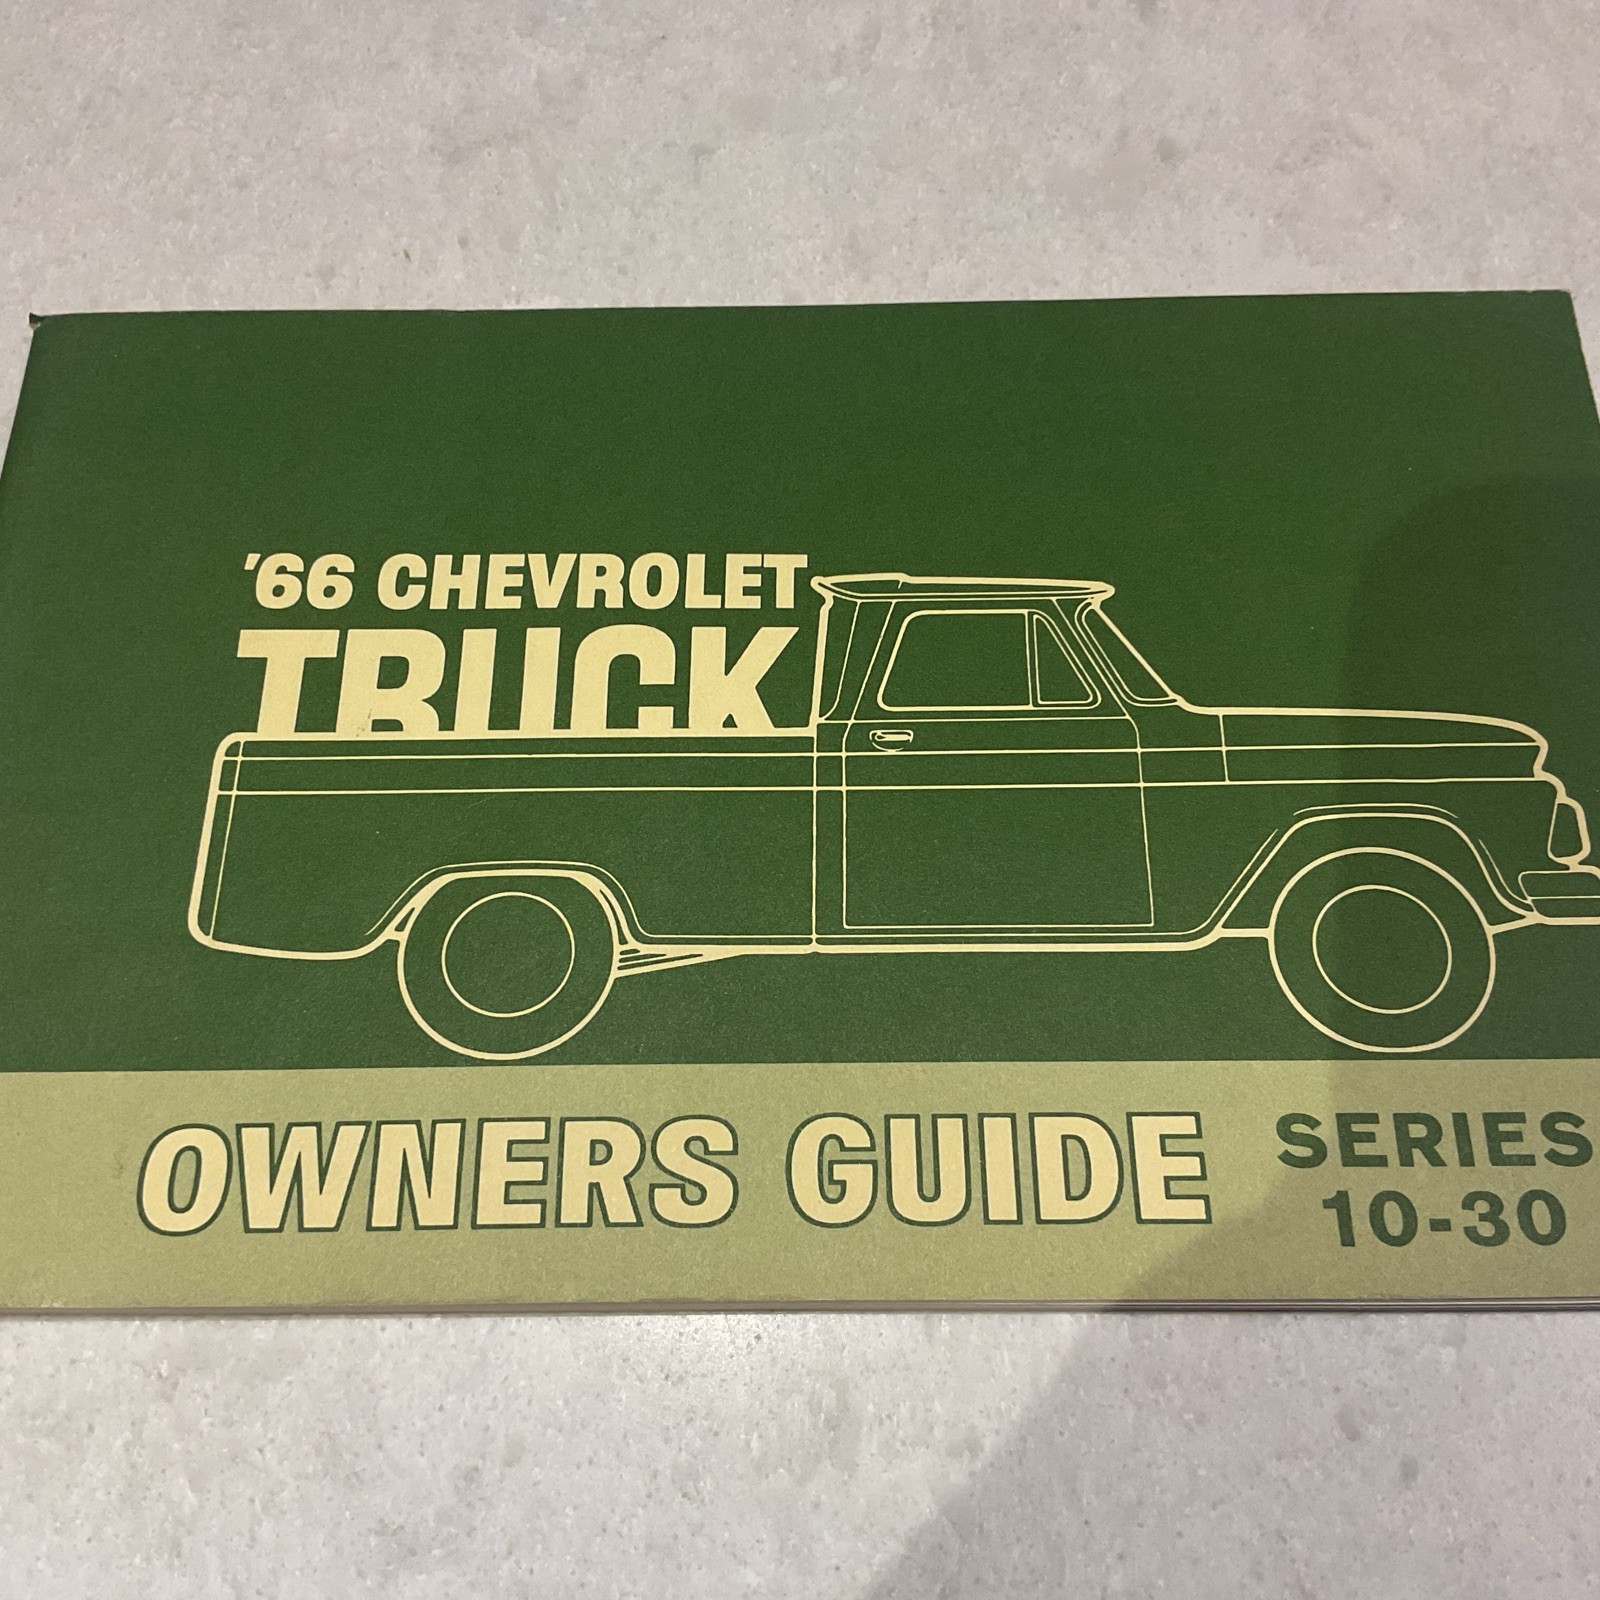 '66 CHEVROLET
TRUCK
OWNERS GUIDE
SERIES
10-30